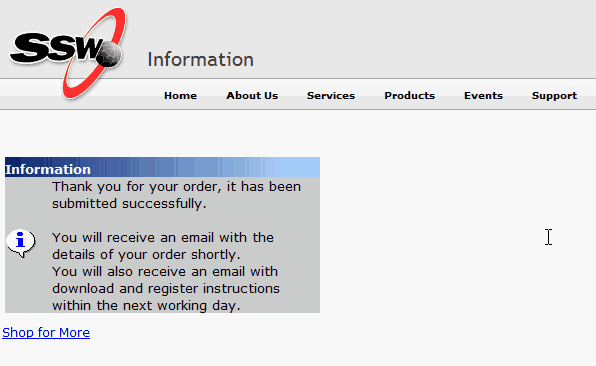 SSW
Information
Home About Us Services Products Events Support
Information
Thank you for your order, it has been
submitted successfully.
You will receive an email with the
details of your order shortly.
You will also receive an email with
download and register instructions
within the next working day.
Shop for More